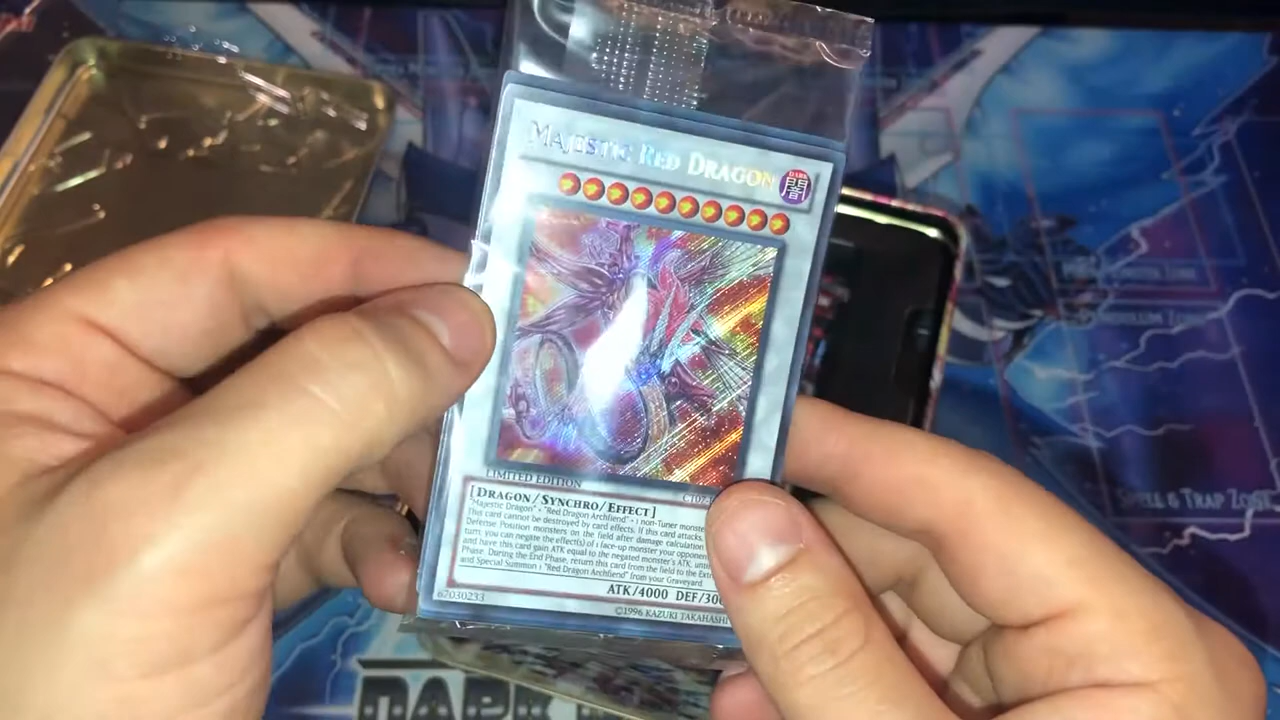 MAJESTIC RED DRAGON
DARK
闇
LIMITED EDITION
CT07-
[DRAGON/SYNCHRO/EFFECT]
"Majestic Dragon" + "Red Dragon Archfiend" + 1 non-Tuner
This card cannot be destroyed by card effects. If this card attacks,
Defense Position monsters on the field after damage calculation
turn: you can negate the effect(s) of 1 face-up monster your opponent
and have this card gain ATK equal to the negated monster's ATK, until
Phase. During the End Phase, return this card from the field to the
and Special Summon 1 "Red Dragon Archfiend" from your Graveyard
ATK/4000 DEF/300
67030233
©1996 KAZUKI TAKAHASHI
SPELL & TRAP ZONE
DARK